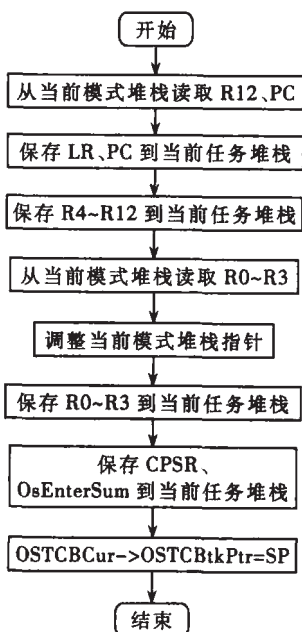 开始
从当前模式堆栈读取 R12、PC
保存 LR、PC 到当前任务堆栈
保存 R4~R12 到当前任务堆栈
从当前模式堆栈读取 R0~R3
调整当前模式堆栈指针
保存 R0~R3 到当前任务堆栈
保存 CPSR、
OsEnterSum 到当前任务堆栈
OSTCBCur->OSTCBtkPtr=SP
结束